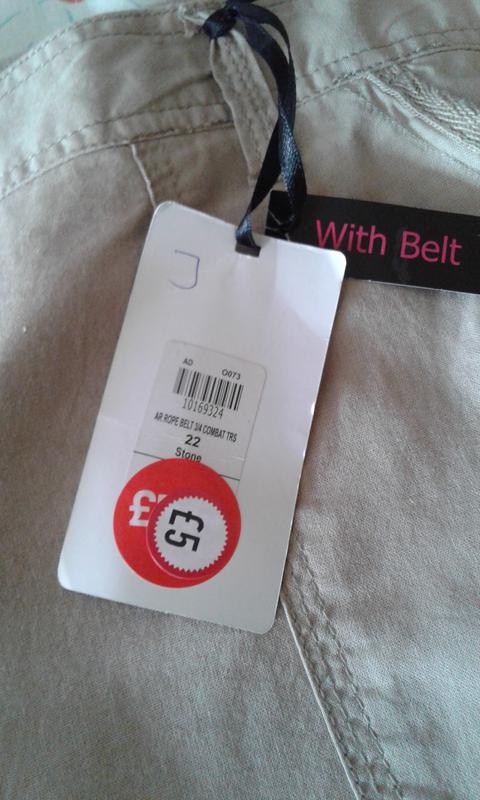 With Belt
J
AD O073
10169324
AR ROPE BELT 3/4 COMBAT TRS
22
Stone
£
£5